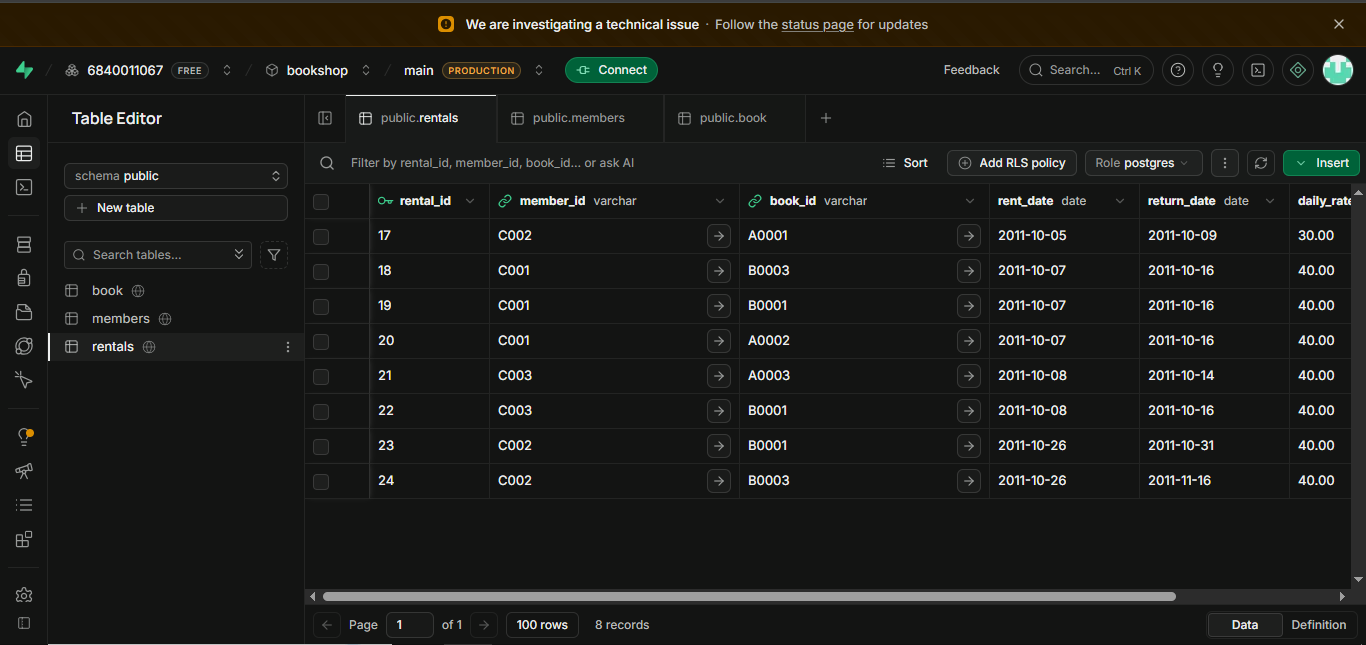 We are investigating a technical issue · Follow the status page for updates
6840011067 FREE / bookshop / main PRODUCTION Connect Feedback Search... Ctrl K
Table Editor
public.rentals public.members public.book
schema public
New table
Search tables...
book
members
rentals
Filter by rental_id, member_id, book_id... or ask AI Sort Add RLS policy Role postgres Insert
rental_id member_id varchar book_id varchar rent_date date return_date date daily_rate
17 C002 A0001 2011-10-05 2011-10-09 30.00
18 C001 B0003 2011-10-07 2011-10-16 40.00
19 C001 B0001 2011-10-07 2011-10-16 40.00
20 C001 A0002 2011-10-07 2011-10-16 40.00
21 C003 A0003 2011-10-08 2011-10-14 40.00
22 C003 B0001 2011-10-08 2011-10-16 40.00
23 C002 B0001 2011-10-26 2011-10-31 40.00
24 C002 B0003 2011-10-26 2011-11-16 40.00
Page 1 of 1 100 rows 8 records Data Definition